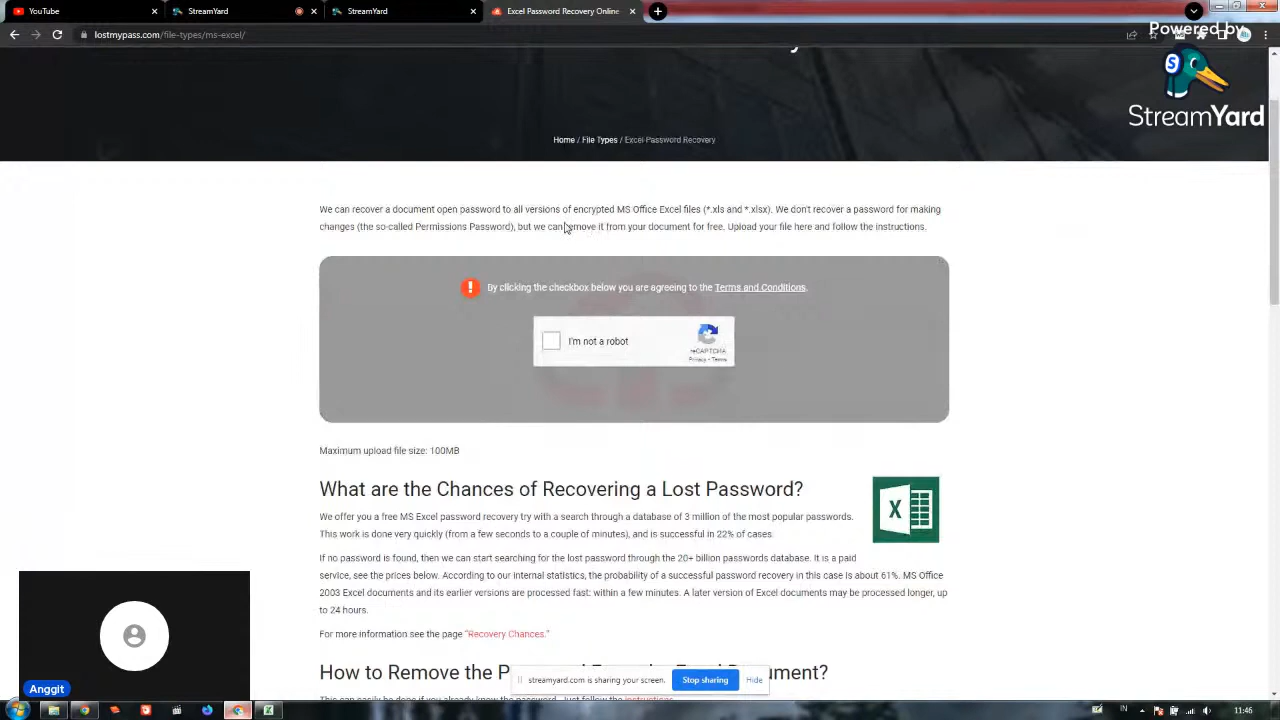 YouTube
StreamYard
StreamYard
Excel Password Recovery Online
lostmypass.com/file-types/ms-excel/
Powered by
StreamYard
Home / File Types / Excel Password Recovery
We can recover a document open password to all versions of encrypted MS Office Excel files (*.xls and *.xlsx). We don't recover a password for making
changes (the so-called Permissions Password), but we can remove it from your document for free. Upload your file here and follow the instructions.
By clicking the checkbox below you are agreeing to the Terms and Conditions.
I'm not a robot
reCAPTCHA
Privacy - Terms
Maximum upload file size: 100MB
What are the Chances of Recovering a Lost Password?
We offer you a free MS Excel password recovery try with a search through a database of 3 million of the most popular passwords.
This work is done very quickly (from a few seconds to a couple of minutes), and is successful in 22% of cases.
If no password is found, then we can start searching for the lost password through the 20+ billion passwords database. It is a paid
service, see the prices below. According to our internal statistics, the probability of a successful password recovery in this case is about 61%. MS Office
2003 Excel documents and its earlier versions are processed fast: within a few minutes. A later version of Excel documents may be processed longer, up
to 24 hours.
For more information see the page "Recovery Chances."
How to Remove the Document?
streamyard.com is sharing your screen.
Stop sharing
Hide
Anggit
IN
11:46